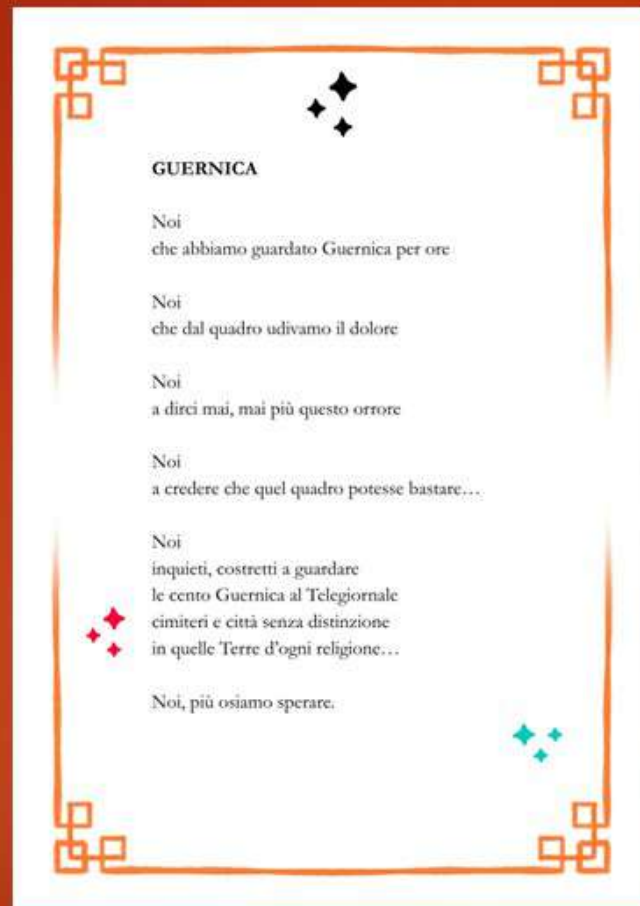 GUERNICA
Noi
che abbiamo guardato Guernica per ore
Noi
che dal quadro udivamo il dolore
Noi
a dirci mai, mai più questo orrore
Noi
a credere che quel quadro potesse bastare…
Noi
inquieti, costretti a guardare
le cento Guernica al Telegiornale
cimiteri e città senza distinzione
in quelle Terre d'ogni religione…
Noi, più osiamo sperare.